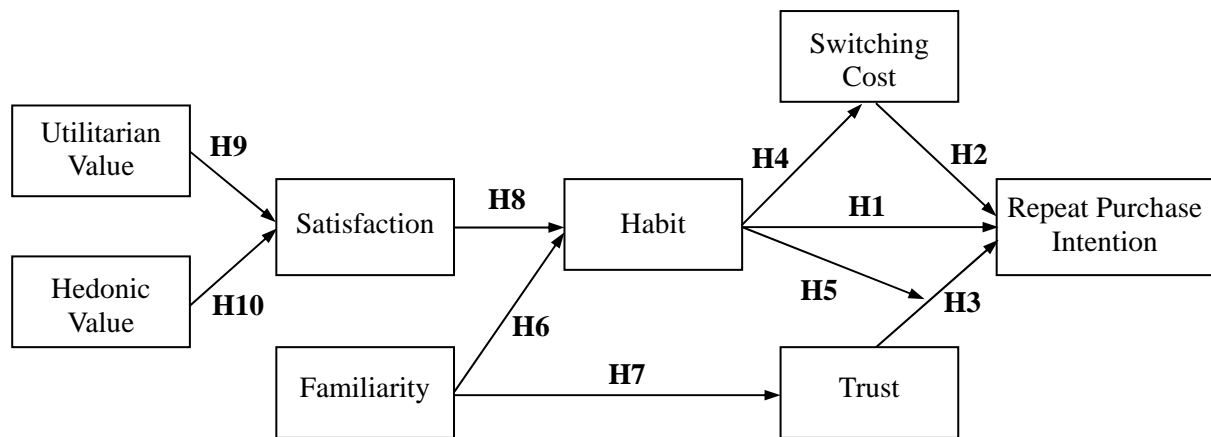 Switching
Cost
Utilitarian
Value
H9
H4
H2
Satisfaction
H8
Habit
H1
Repeat Purchase
Intention
Hedonic
Value
H10
H5
H3
H6
Familiarity
H7
Trust